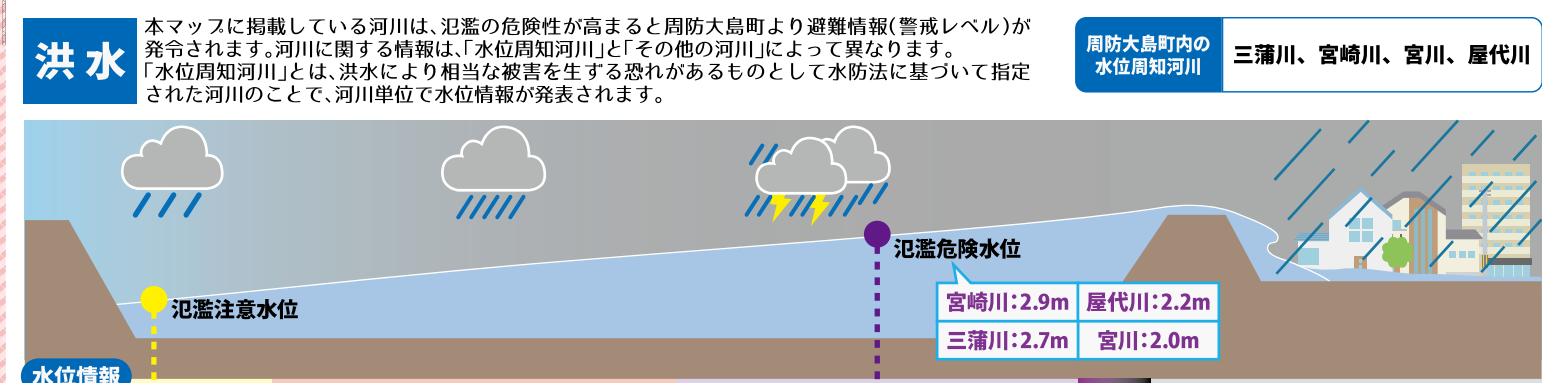 洪水
本マップに掲載している河川は、氾濫の危険性が高まると周防大島町より避難情報(警戒レベル)が
発令されます。河川に関する情報は、「水位周知河川」と「その他の河川」によって異なります。
「水位周知河川」とは、洪水により相当な被害を生ずる恐れがあるものとして水防法に基づいて指定
された河川のことで、河川単位で水位情報が発表されます。
周防大島町内の
水位周知河川
三蒲川、宮崎川、宮川、屋代川
氾濫危険水位
宮崎川:2.9m 屋代川:2.2m
三蒲川:2.7m 宮川:2.0m
氾濫注意水位
水位情報